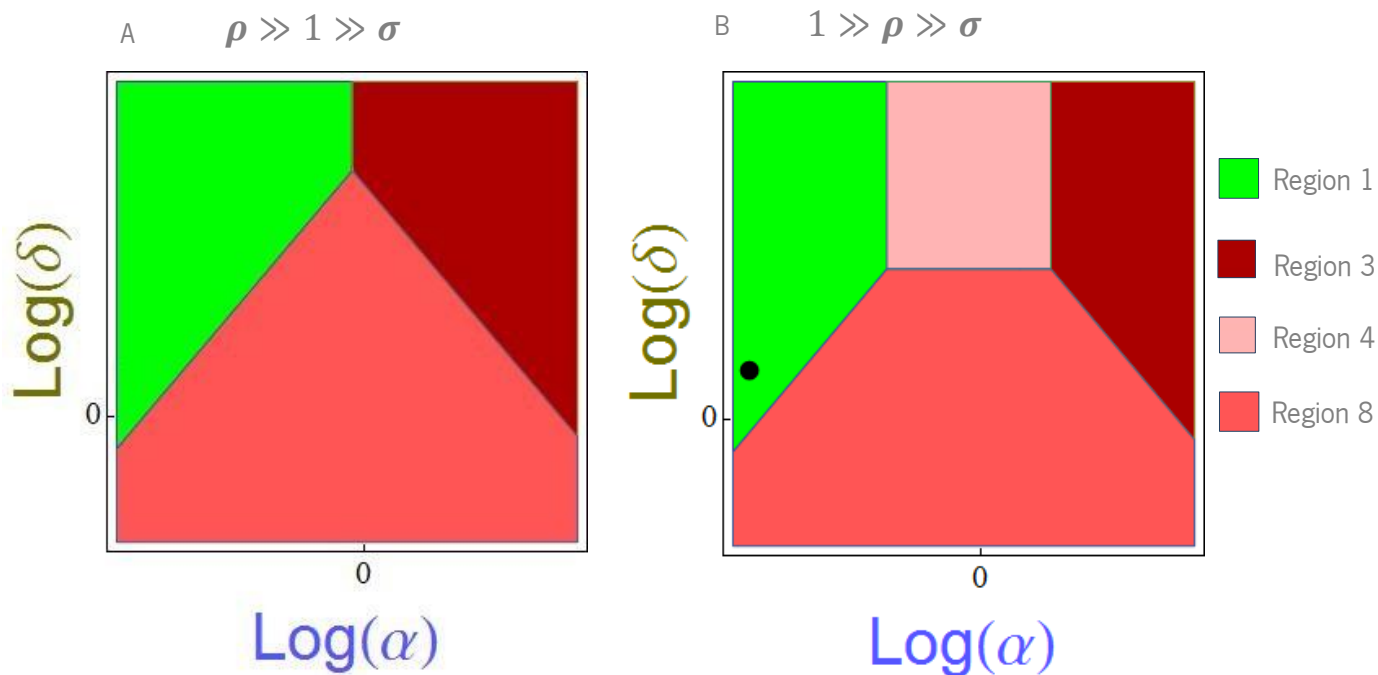 A
ρ ≫ 1 ≫ σ
B
1 ≫ ρ ≫ σ
Log(δ)
0
0
Log(α)
Log(δ)
0
0
Log(α)
Region 1
Region 3
Region 4
Region 8